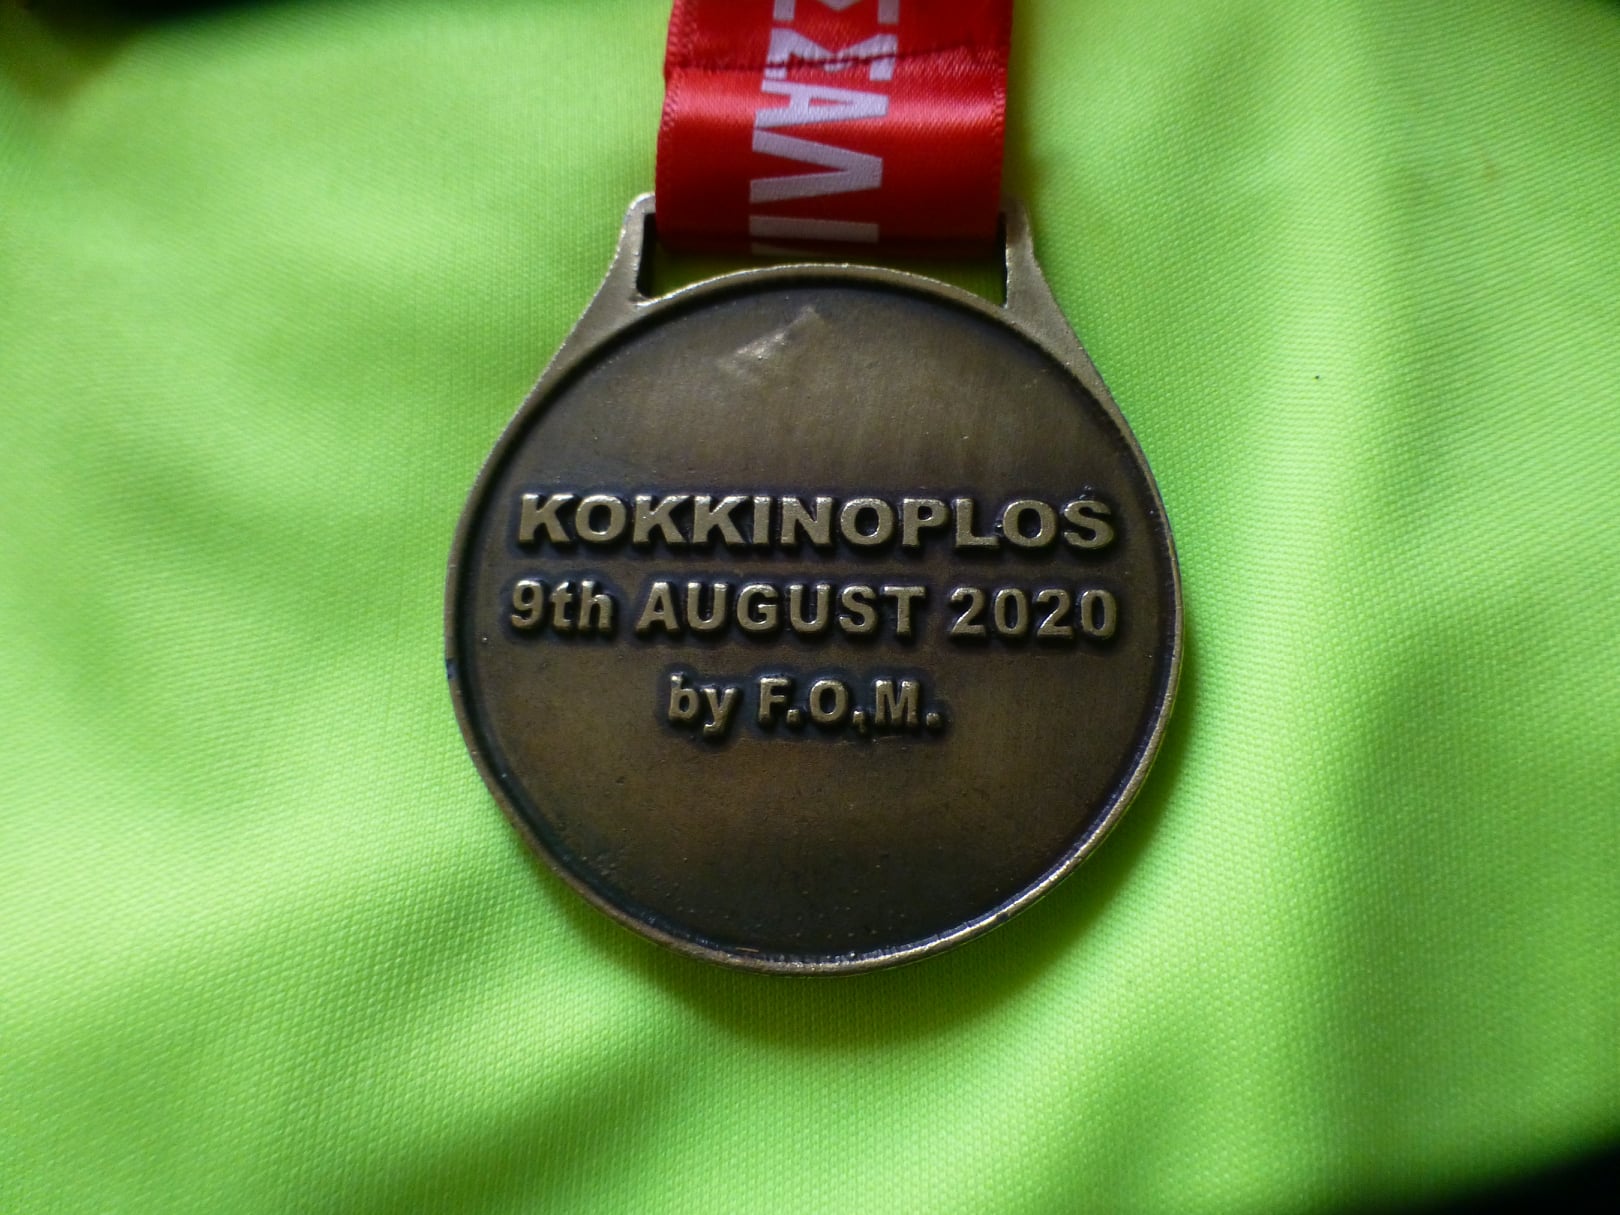 KOKKINOPLOS
9th AUGUST 2020
by F.O.M.